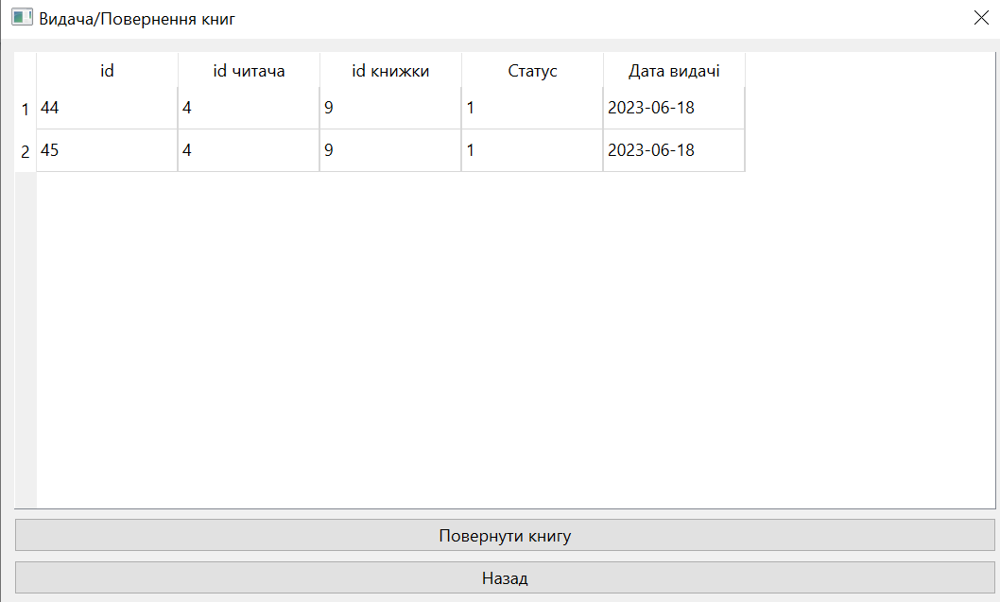 Видача/Повернення книг
id id читача id книжки Статус Дата видачі
1 44 4 9 1 2023-06-18
2 45 4 9 1 2023-06-18
Повернути книгу
Назад